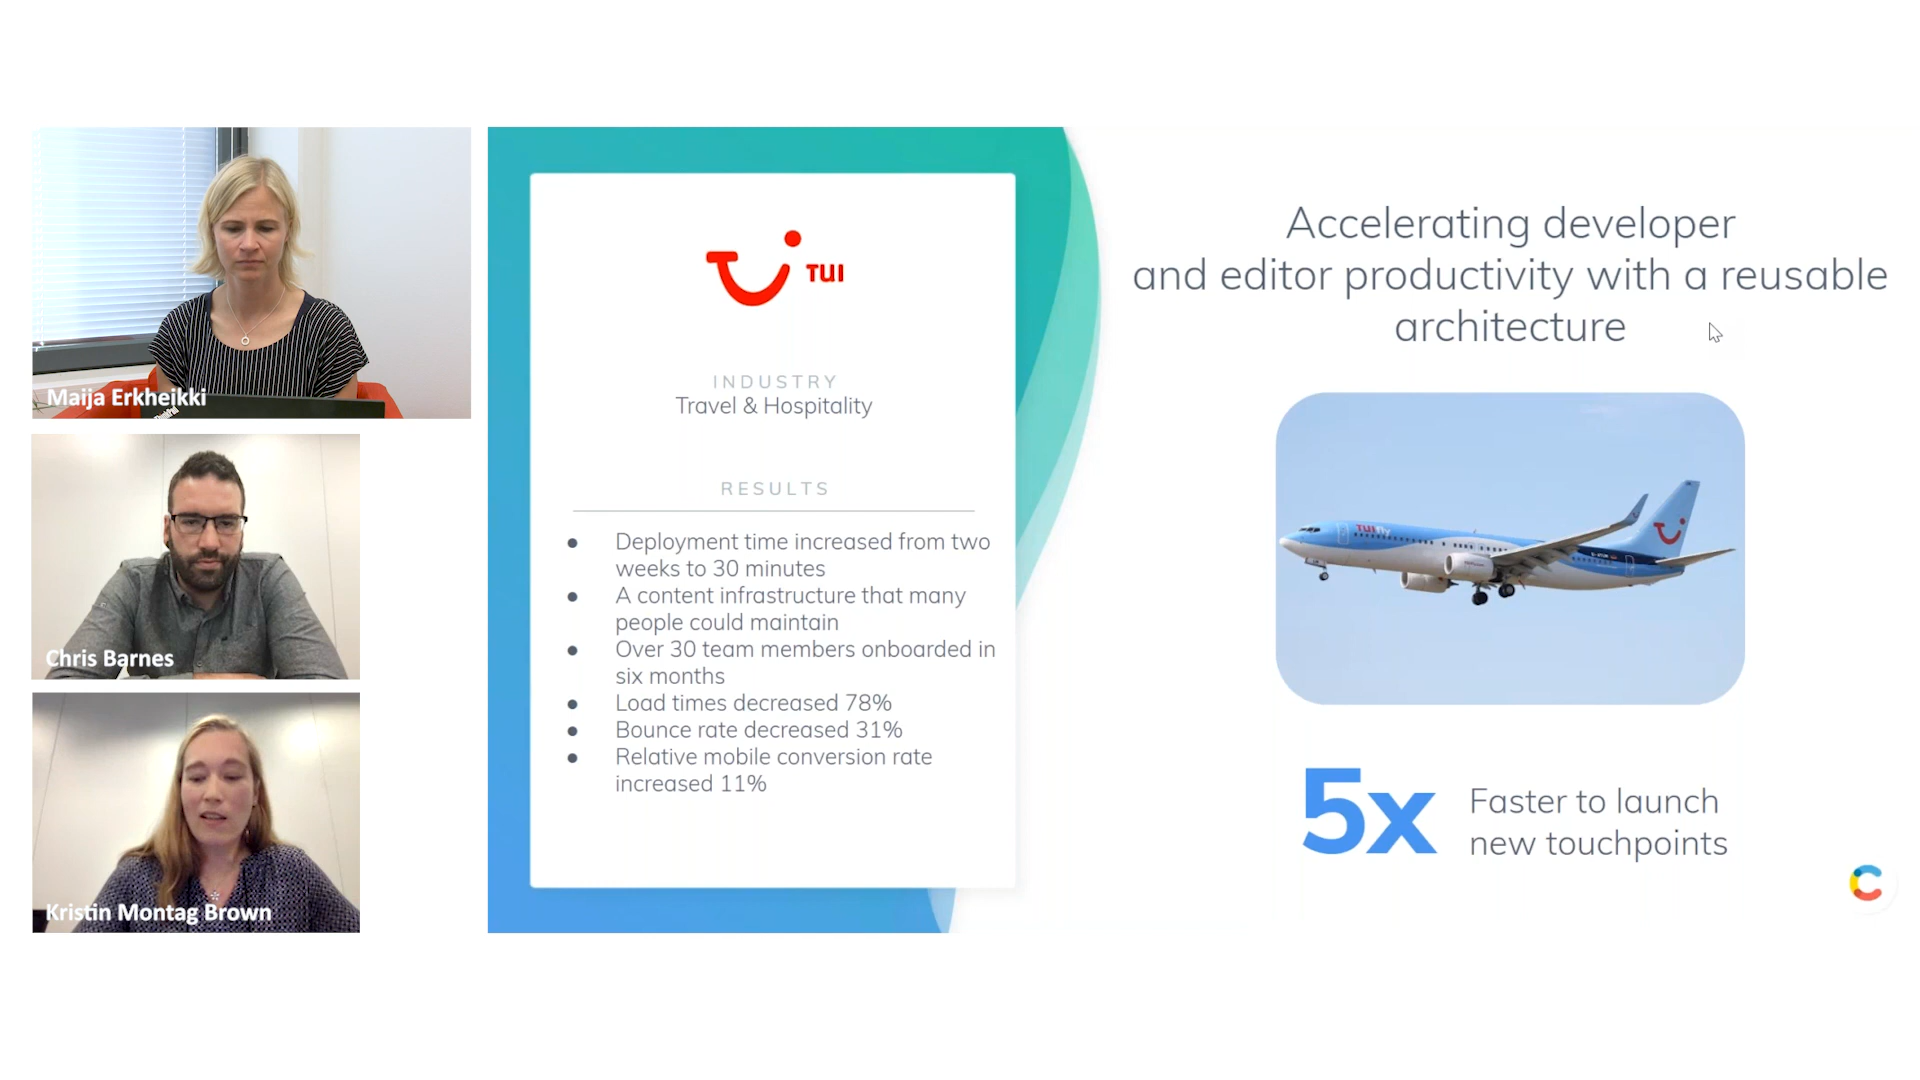 Maija Erkheikki
Chris Barnes
Kristin Montag Brown
TUI
INDUSTRY
Travel & Hospitality
RESULTS
● Deployment time increased from two
weeks to 30 minutes
● A content infrastructure that many
people could maintain
● Over 30 team members onboarded in
six months
● Load times decreased 78%
● Bounce rate decreased 31%
● Relative mobile conversion rate
increased 11%
Accelerating developer
and editor productivity with a reusable
architecture
TUIfly
5x
Faster to launch
new touchpoints